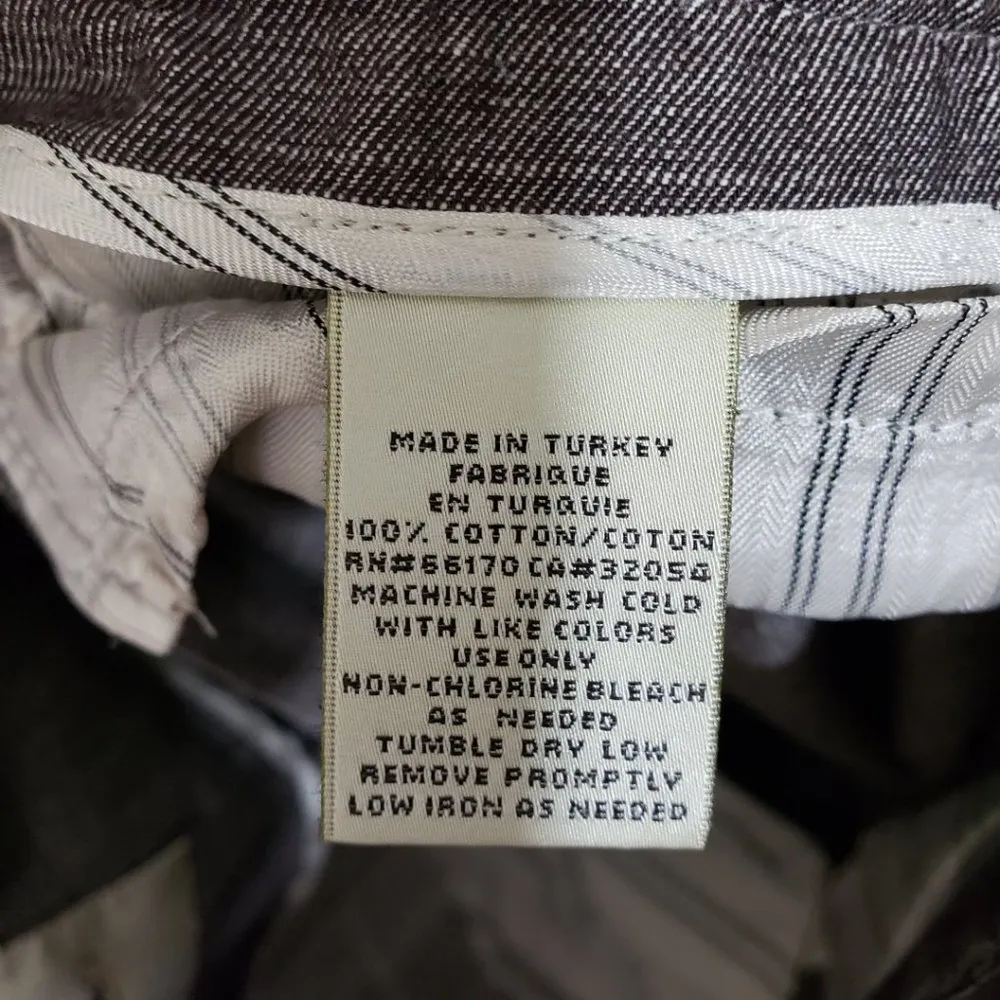 MADE IN TURKEY
FABRIQUE
EN TURQUIE
100% COTTON/COTON
RN#66170 CA#32054
MACHINE WASH COLD
WITH LIKE COLORS
USE ONLY
NON-CHLORINE BLEACH
AS NEEDED
TUMBLE DRY LOW
REMOVE PROMPTLY
LOW IRON AS NEEDED